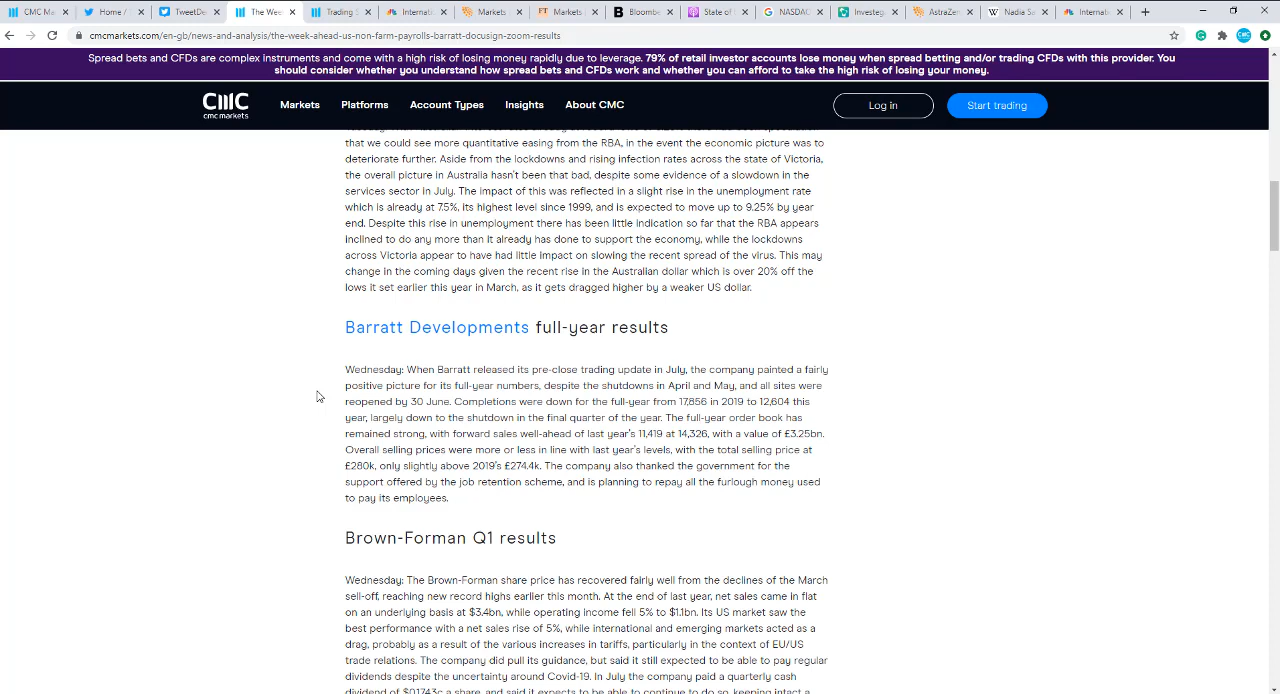 CMC M
Home /
TweetDe
The Wee
Trading S
Internati
Markets
FT
Markets
Bloombe
State of
NASDAQ
Investeg
AstraZen
Nadia Sa
Internati
cmcmarkets.com/en-gb/news-and-analysis/the-week-ahead-us-non-farm-payrolls-barratt-docusign-zoom-results
Spread bets and CFDs are complex instruments and come with a high risk of losing money rapidly due to leverage. 79% of retail investor accounts lose money when spread betting and/or trading CFDs with this provider. You
should consider whether you understand how spread bets and CFDs work and whether you can afford to take the high risk of losing your money.
CMC
cmc markets
Markets
Platforms
Account Types
Insights
About CMC
Log in
Start trading
that we could see more quantitative easing from the RBA, in the event the economic picture was to
deteriorate further. Aside from the lockdowns and rising infection rates across the state of Victoria,
the overall picture in Australia hasn't been that bad, despite some evidence of a slowdown in the
services sector in July. The impact of this was reflected in a slight rise in the unemployment rate
which is already at 7.5%, its highest level since 1999, and is expected to move up to 9.25% by year
end. Despite this rise in unemployment there has been little indication so far that the RBA appears
inclined to do any more than it already has done to support the economy, while the lockdowns
across Victoria appear to have had little impact on slowing the recent spread of the virus. This may
change in the coming days given the recent rise in the Australian dollar which is over 20% off the
lows it set earlier this year in March, as it gets dragged higher by a weaker US dollar.
Barratt Developments full-year results
Wednesday: When Barratt released its pre-close trading update in July, the company painted a fairly
positive picture for its full-year numbers, despite the shutdowns in April and May, and all sites were
reopened by 30 June. Completions were down for the full-year from 17,856 in 2019 to 12,604 this
year, largely down to the shutdown in the final quarter of the year. The full-year order book has
remained strong, with forward sales well-ahead of last year's 11,419 at 14,326, with a value of £3.25bn.
Overall selling prices were more or less in line with last year's levels, with the total selling price at
£280k, only slightly above 2019's £274.4k. The company also thanked the government for the
support offered by the job retention scheme, and is planning to repay all the furlough money used
to pay its employees.
Brown-Forman Q1 results
Wednesday: The Brown-Forman share price has recovered fairly well from the declines of the March
sell-off, reaching new record highs earlier this month. At the end of last year, net sales came in flat
on an underlying basis at $3.4bn, while operating income fell 5% to $1.1bn. Its US market saw the
best performance with a net sales rise of 5%, while international and emerging markets acted as a
drag, probably as a result of the various increases in tariffs, particularly in the context of EU/US
trade relations. The company did pull its guidance, but said it still expected to be able to pay regular
dividends despite the uncertainty around Covid-19. In July the company paid a quarterly cash
dividend of $0.1743c a share, and said it expects to be able to continue to do so, keeping intact a